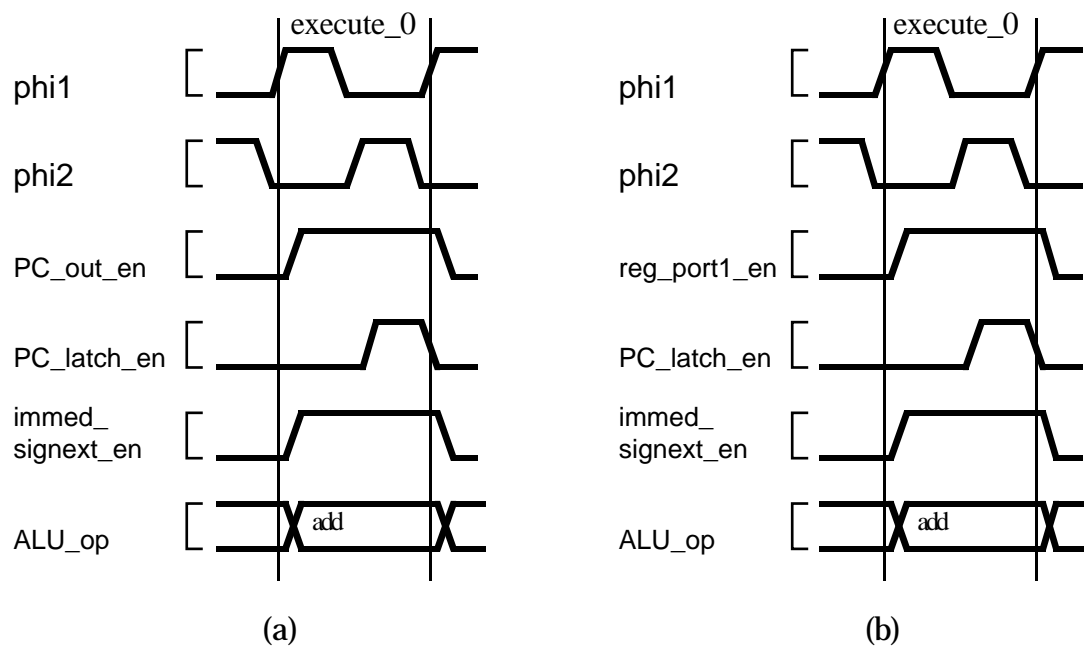 execute_0
phi1
phi2
PC_out_en
PC_latch_en
immed_
signext_en
ALU_op
add
(a)
execute_0
phi1
phi2
reg_port1_en
PC_latch_en
immed_
signext_en
ALU_op
add
(b)